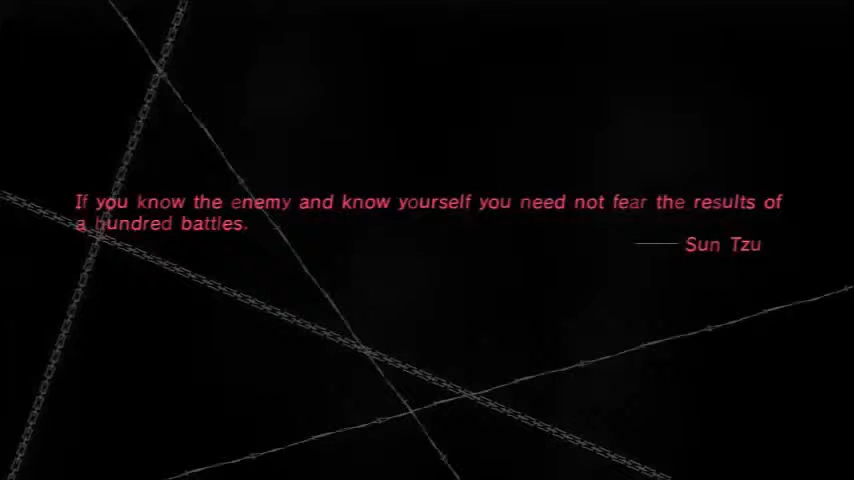 If you know the enemy and know yourself you need not fear the results of
a hundred battles.
—— Sun Tzu